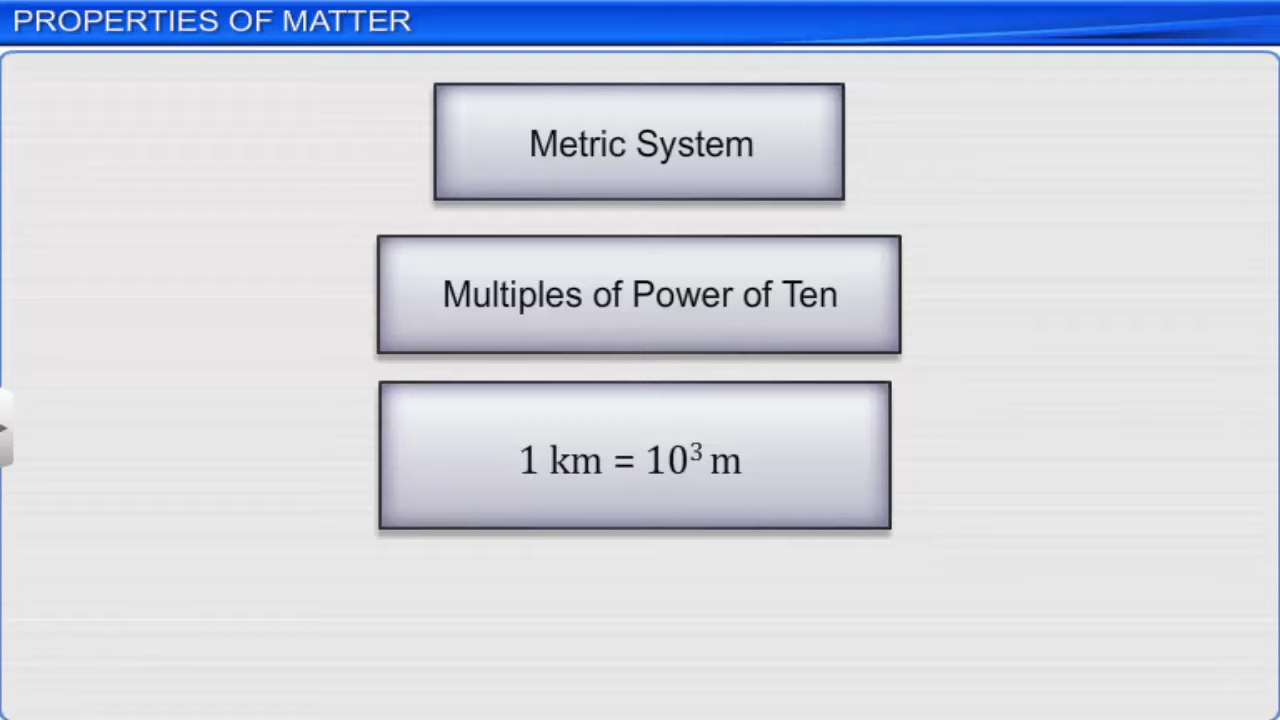 PROPERTIES OF MATTER
Metric System
Multiples of Power of Ten
1 km = 10³ m